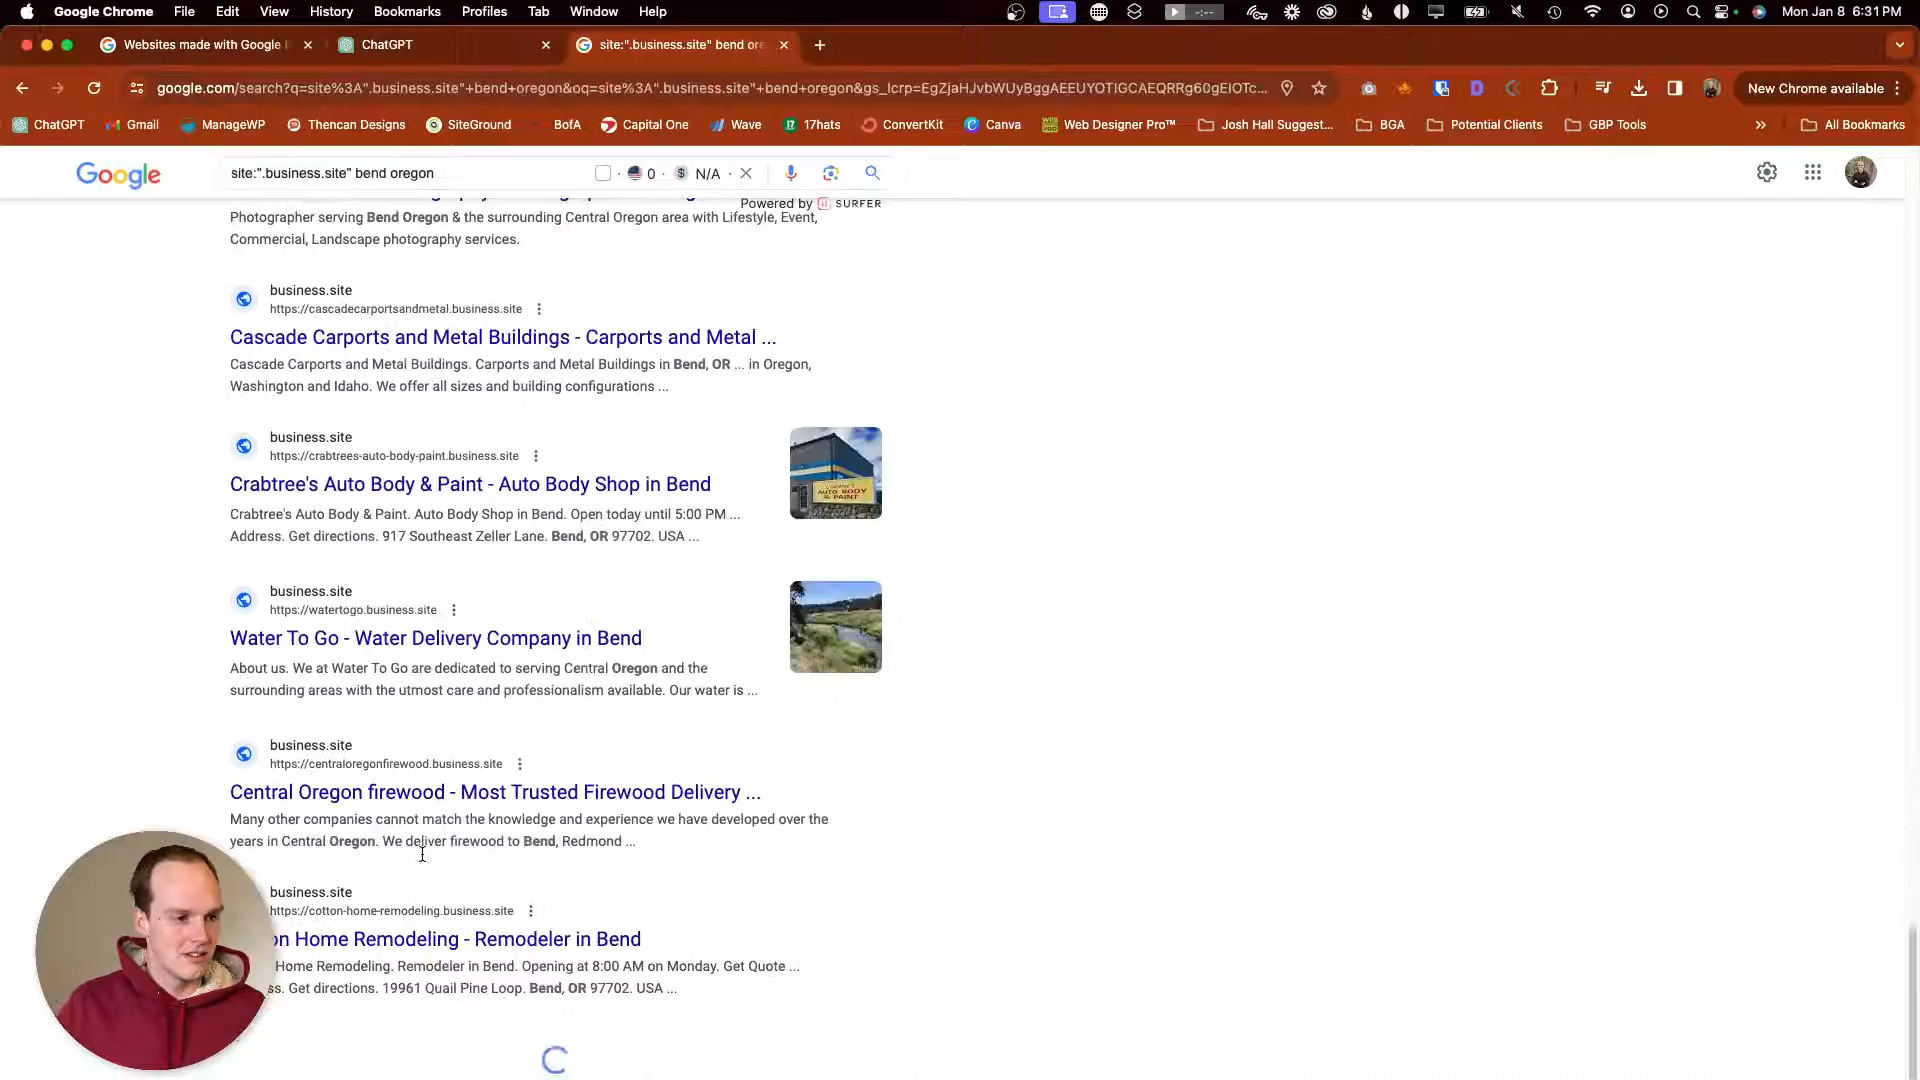 Google Chrome File Edit View History Bookmarks Profiles Tab Window Help Mon Jan 8 6:31 PM
Websites made with Google ChatGPT site:".business.site" bend ore
google.com/search?q=site%3A".business.site"+bend+oregon&oq=site%3A".business.site"+bend+oregon&gs_lcrp=EgZjaHJvbWUyBggAEEUYOTIGCAEQRRg60gEIOTc... New Chrome available
ChatGPT Gmail ManageWP Thencan Designs SiteGround BofA Capital One Wave 17hats ConvertKit Canva Web Designer Pro™ Josh Hall Suggest... BGA Potential Clients GBP Tools » All Bookmarks
Google site:".business.site" bend oregon 0 N/A
Powered by SURFER
Photographer serving Bend Oregon & the surrounding Central Oregon area with Lifestyle, Event,
Commercial, Landscape photography services.
business.site
https://cascadecarportsandmetal.business.site
Cascade Carports and Metal Buildings - Carports and Metal ...
Cascade Carports and Metal Buildings. Carports and Metal Buildings in Bend, OR ... in Oregon,
Washington and Idaho. We offer all sizes and building configurations ...
business.site
https://crabtrees-auto-body-paint.business.site
Crabtree's Auto Body & Paint - Auto Body Shop in Bend
Crabtree's Auto Body & Paint. Auto Body Shop in Bend. Open today until 5:00 PM ...
Address. Get directions. 917 Southeast Zeller Lane. Bend, OR 97702. USA ...
AUTO BODY
& PAINT
business.site
https://watertogo.business.site
Water To Go - Water Delivery Company in Bend
About us. We at Water To Go are dedicated to serving Central Oregon and the
surrounding areas with the utmost care and professionalism available. Our water is ...
business.site
https://centraloregonfirewood.business.site
Central Oregon firewood - Most Trusted Firewood Delivery ...
Many other companies cannot match the knowledge and experience we have developed over the
years in Central Oregon. We deliver firewood to Bend, Redmond ...
business.site
https://cotton-home-remodeling.business.site
on Home Remodeling - Remodeler in Bend
Home Remodeling. Remodeler in Bend. Opening at 8:00 AM on Monday. Get Quote ...
ss. Get directions. 19961 Quail Pine Loop. Bend, OR 97702. USA ...